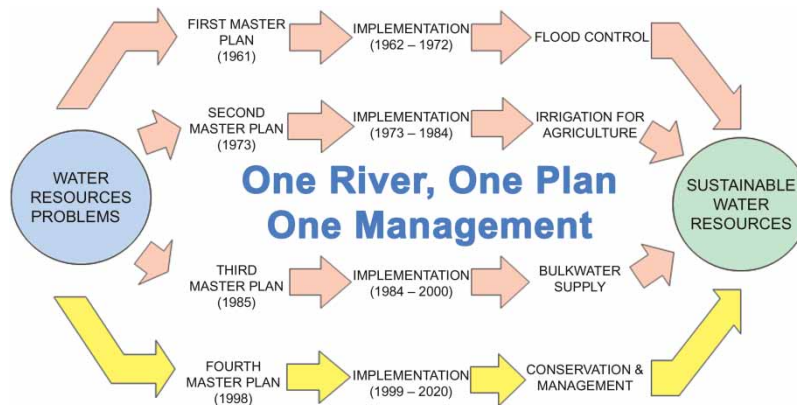 FIRST MASTER
PLAN
(1961)
IMPLEMENTATION
(1962 – 1972)
FLOOD CONTROL
SECOND
MASTER PLAN
(1973)
IMPLEMENTATION
(1973 – 1984)
IRRIGATION FOR
AGRICULTURE
WATER
RESOURCES
PROBLEMS
One River, One Plan
One Management
SUSTAINABLE
WATER
RESOURCES
THIRD
MASTER PLAN
(1985)
IMPLEMENTATION
(1984 – 2000)
BULKWATER
SUPPLY
FOURTH
MASTER PLAN
(1998)
IMPLEMENTATION
(1999 – 2020)
CONSERVATION &
MANAGEMENT